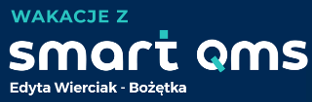 WAKACJE Z
smart Qms
Edyta Wierciak - Bożętka